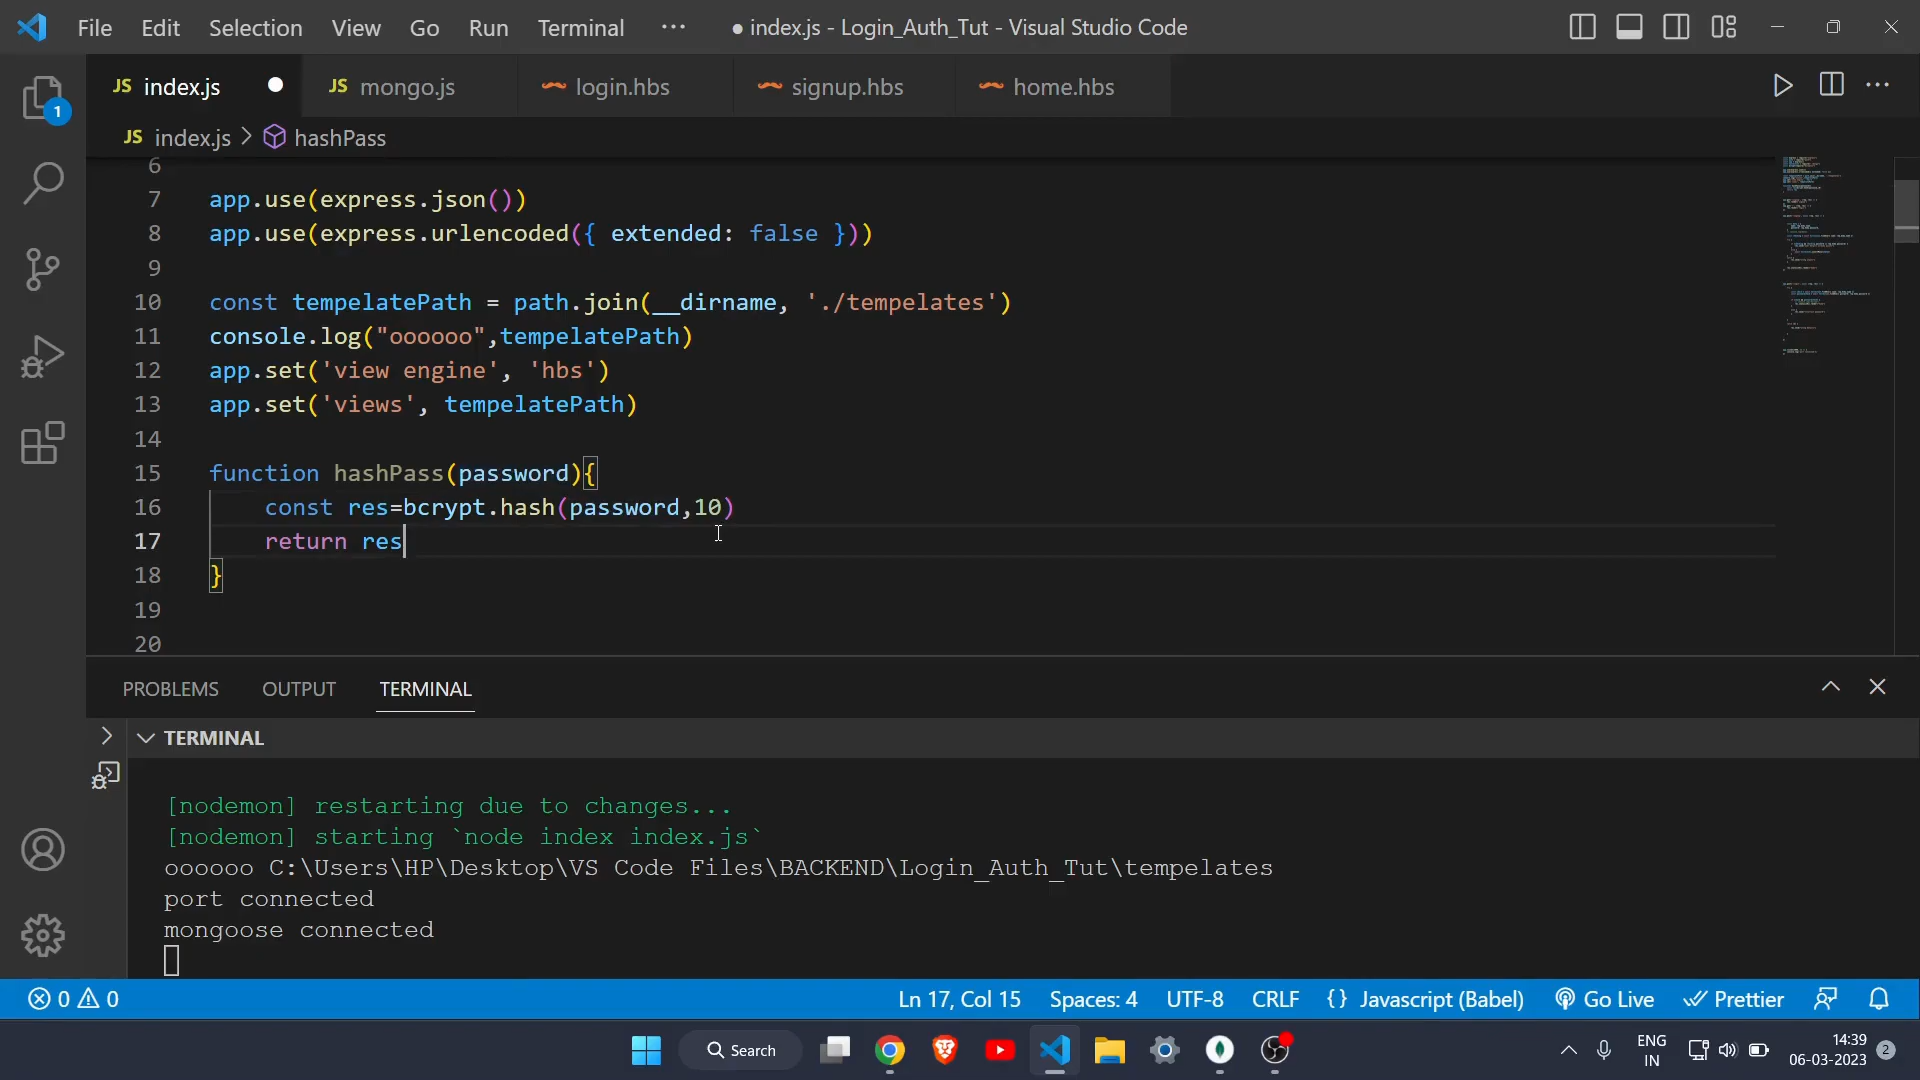 File Edit Selection View Go Run Terminal ··· ● index.js - Login_Auth_Tut - Visual Studio Code
JS index.js JS mongo.js login.hbs signup.hbs home.hbs
1
JS index.js > hashPass
6
7 app.use(express.json())
8 app.use(express.urlencoded({ extended: false }))
9
10 const tempelatePath = path.join(__dirname, './tempelates')
11 console.log("oooooo",tempelatePath)
12 app.set('view engine', 'hbs')
13 app.set('views', tempelatePath)
14
15 function hashPass(password){
16 const res=bcrypt.hash(password,10)
17 return res
18 }
19
20
PROBLEMS OUTPUT TERMINAL
TERMINAL
[nodemon] restarting due to changes...
[nodemon] starting `node index index.js`
oooooo C:\Users\HP\Desktop\VS Code Files\BACKEND\Login_Auth_Tut\tempelates
port connected
mongoose connected
0 0 Ln 17, Col 15 Spaces: 4 UTF-8 CRLF {} Javascript (Babel) Go Live Prettier
Search
ENG
IN
14:39
06-03-2023
2